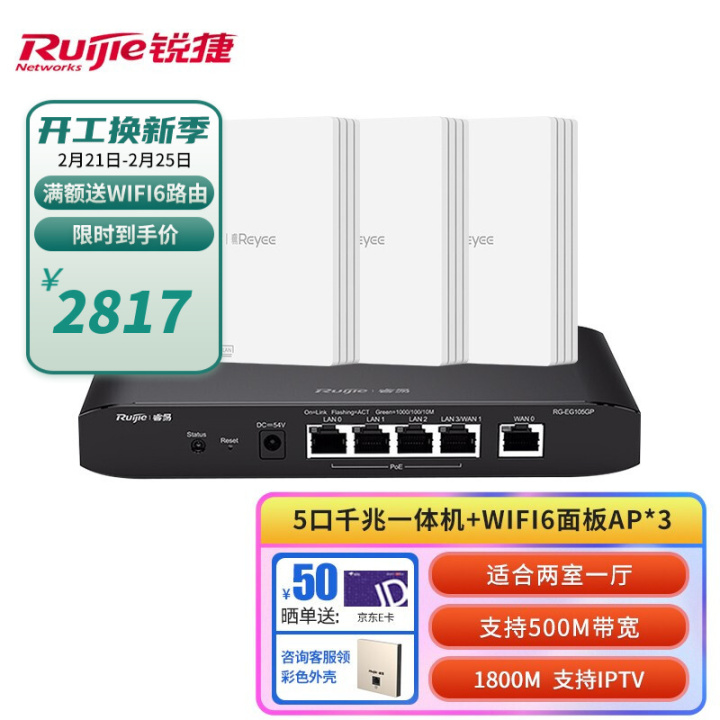 Ruijie锐捷
Networks
开工换新季
2月21日-2月25日
满额送WIFI6路由
限时到手价
¥2817
Reyee
Reyee
Reyee
LAN
Ruijie | 睿易
Ruijie | 睿易
RG-EG105GP
On=Link Flashing=ACT Green=1000/100/10M
Status
Reset
DC=54V
LAN 0
LAN 1
LAN 2
LAN 3/WAN 1
WAN 0
PoE
5口千兆一体机+WIFI6面板AP*3
¥50
晒单送:
ID
京东E卡
咨询客服领
彩色外壳
适合两室一厅
支持500M带宽
1800M 支持IPTV